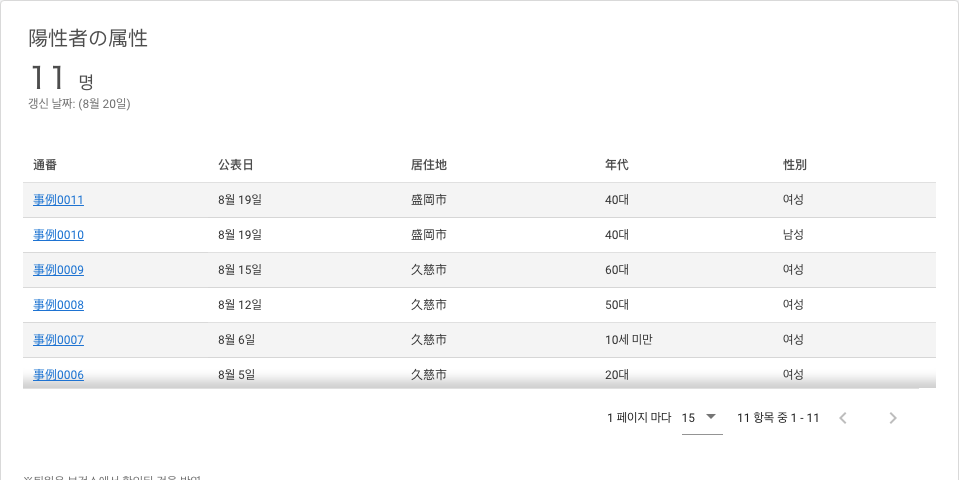 陽性者の属性
11 명
갱신 날짜: (8월 20일)
通番 公表日 居住地 年代 性別
事例0011 8월 19일 盛岡市 40대 여성
事例0010 8월 19일 盛岡市 40대 남성
事例0009 8월 15일 久慈市 60대 여성
事例0008 8월 12일 久慈市 50대 여성
事例0007 8월 6일 久慈市 10세 미만 여성
事例0006 8월 5일 久慈市 20대 여성
1 페이지 마다 15 11 항목 중 1 - 11